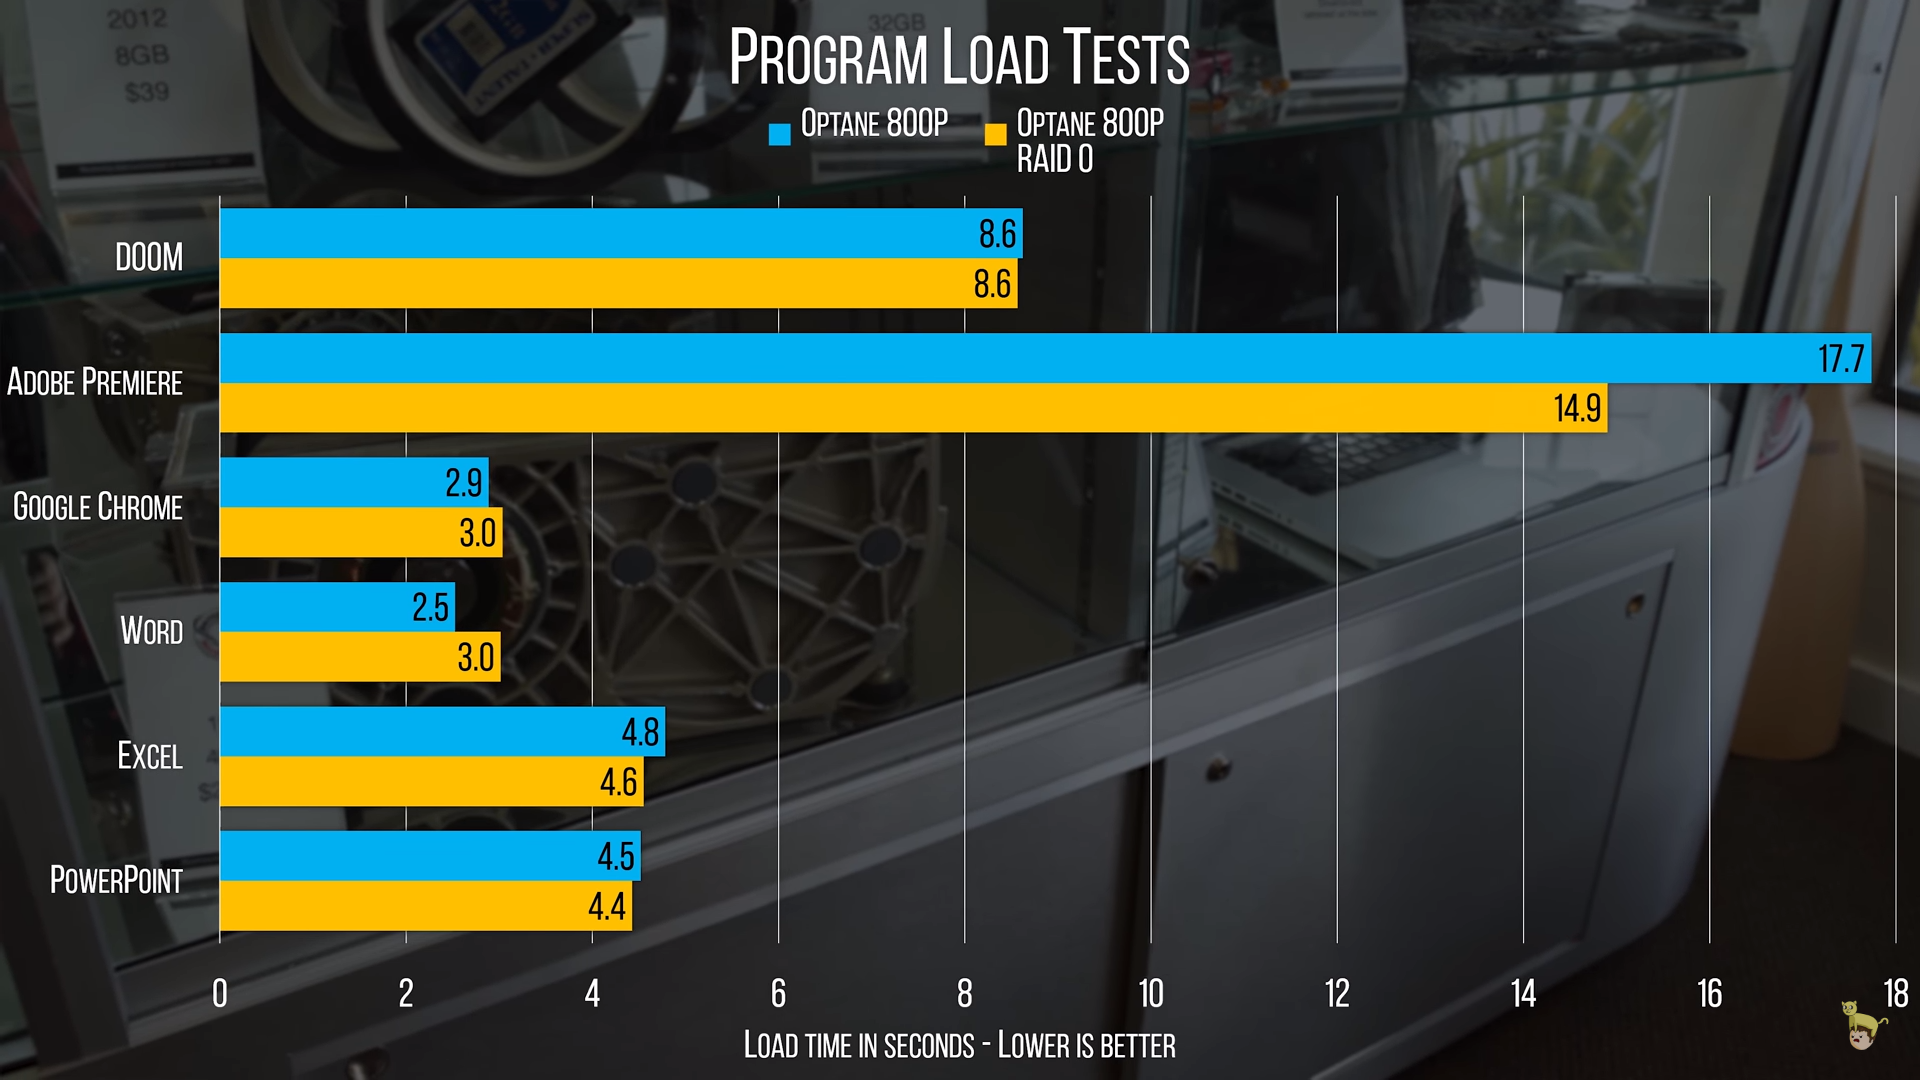 2012
8GB
$39
32GB
PROGRAM LOAD TESTS
OPTANE 800P
OPTANE 800P
RAID 0
DOOM
8.6
8.6
ADOBE PREMIERE
17.7
14.9
GOOGLE CHROME
2.9
3.0
WORD
2.5
3.0
EXCEL
4.8
4.6
POWERPOINT
4.5
4.4
0 2 4 6 8 10 12 14 16 18
LOAD TIME IN SECONDS - LOWER IS BETTER